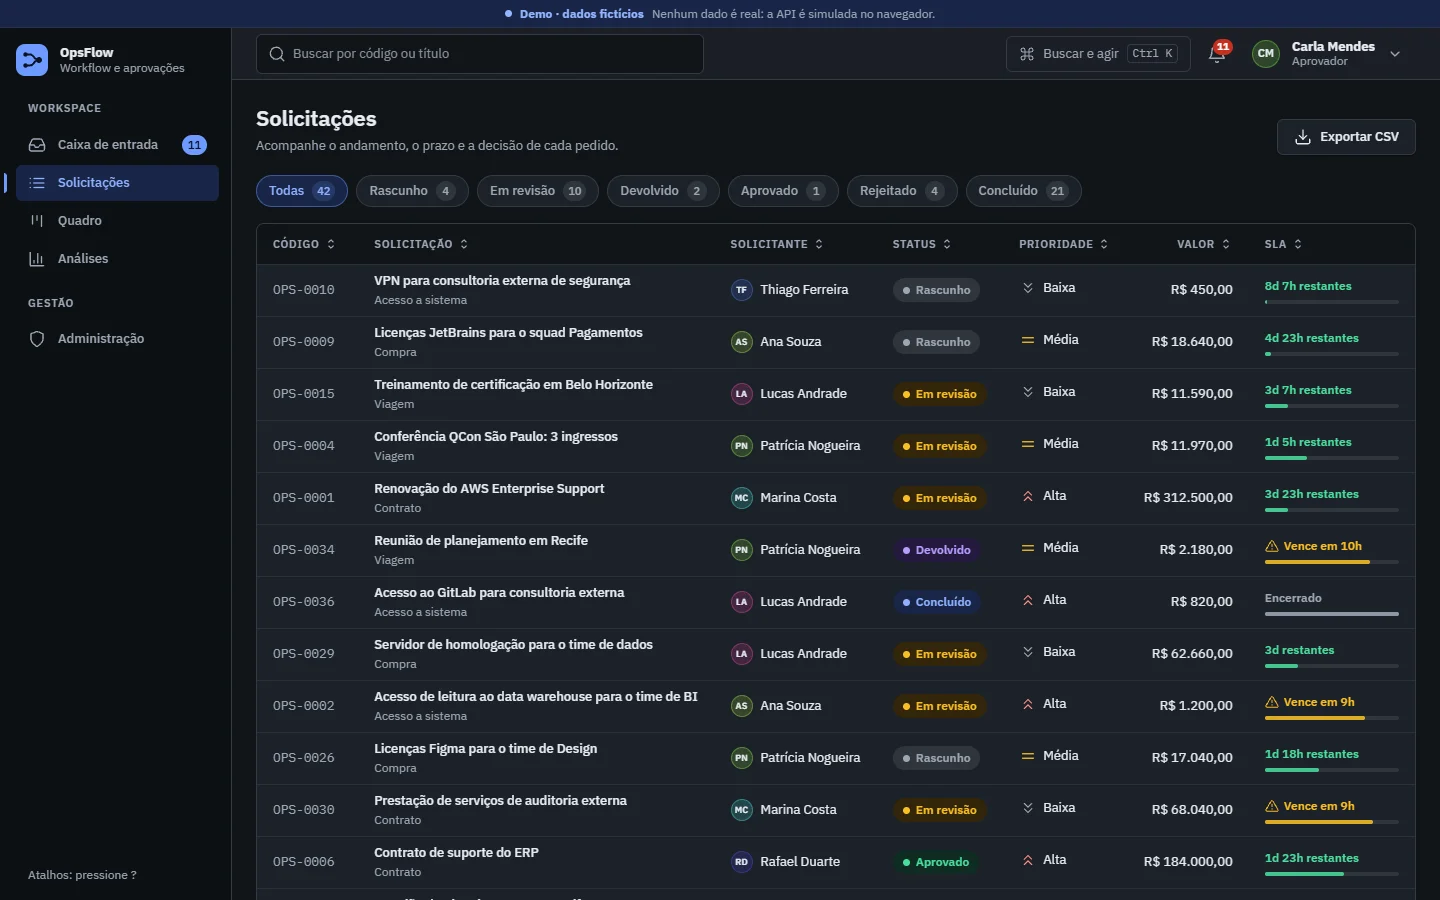 Demo · dados fictícios Nenhum dado é real: a API é simulada no navegador.
OpsFlow
Workflow e aprovações
Buscar por código ou título
Buscar e agir Ctrl K
11
CM
Carla Mendes
Aprovador
WORKSPACE
Caixa de entrada 11
Solicitações
Quadro
Análises
GESTÃO
Administração
Atalhos: pressione ?
Solicitações
Acompanhe o andamento, o prazo e a decisão de cada pedido.
Exportar CSV
Todas 42 Rascunho 4 Em revisão 10 Devolvido 2 Aprovado 1 Rejeitado 4 Concluído 21
CÓDIGO SOLICITAÇÃO SOLICITANTE STATUS PRIORIDADE VALOR SLA
OPS-0010 VPN para consultoria externa de segurança TF Thiago Ferreira Rascunho Baixa R$ 450,00 8d 7h restantes
Acesso a sistema
OPS-0009 Licenças JetBrains para o squad Pagamentos AS Ana Souza Rascunho Média R$ 18.640,00 4d 23h restantes
Compra
OPS-0015 Treinamento de certificação em Belo Horizonte LA Lucas Andrade Em revisão Baixa R$ 11.590,00 3d 7h restantes
Viagem
OPS-0004 Conferência QCon São Paulo: 3 ingressos PN Patrícia Nogueira Em revisão Média R$ 11.970,00 1d 5h restantes
Viagem
OPS-0001 Renovação do AWS Enterprise Support MC Marina Costa Em revisão Alta R$ 312.500,00 3d 23h restantes
Contrato
OPS-0034 Reunião de planejamento em Recife PN Patrícia Nogueira Devolvido Média R$ 2.180,00 Vence em 10h
Viagem
OPS-0036 Acesso ao GitLab para consultoria externa LA Lucas Andrade Concluído Alta R$ 820,00 Encerrado
Acesso a sistema
OPS-0029 Servidor de homologação para o time de dados LA Lucas Andrade Em revisão Baixa R$ 62.660,00 3d restantes
Compra
OPS-0002 Acesso de leitura ao data warehouse para o time de BI AS Ana Souza Em revisão Alta R$ 1.200,00 Vence em 9h
Acesso a sistema
OPS-0026 Licenças Figma para o time de Design PN Patrícia Nogueira Rascunho Média R$ 17.040,00 1d 18h restantes
Compra
OPS-0030 Prestação de serviços de auditoria externa MC Marina Costa Em revisão Baixa R$ 68.040,00 Vence em 9h
Contrato
OPS-0006 Contrato de suporte do ERP RD Rafael Duarte Aprovado Alta R$ 184.000,00 1d 23h restantes
Contrato